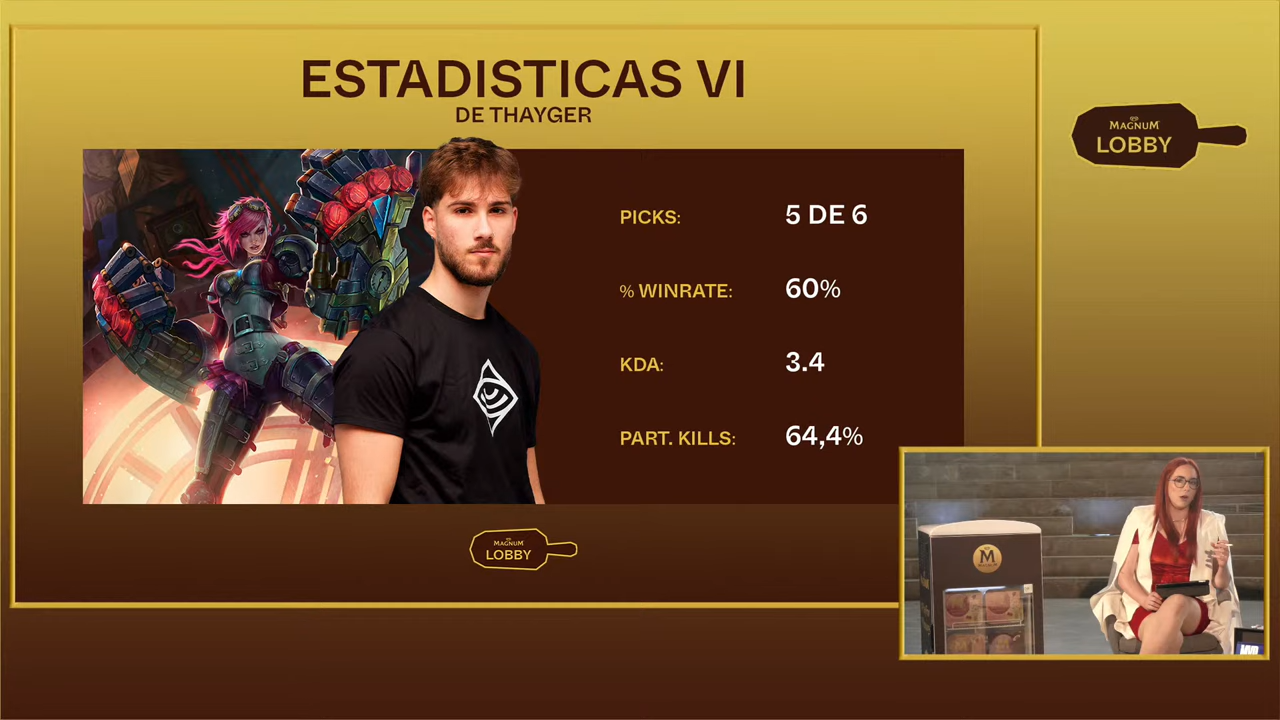 ESTADISTICAS VI
DE THAYGER
PICKS: 5 DE 6
% WINRATE: 60%
KDA: 3.4
PART. KILLS: 64,4%
MAGNUM
LOBBY
MAGNUM
LOBBY
M
MVP